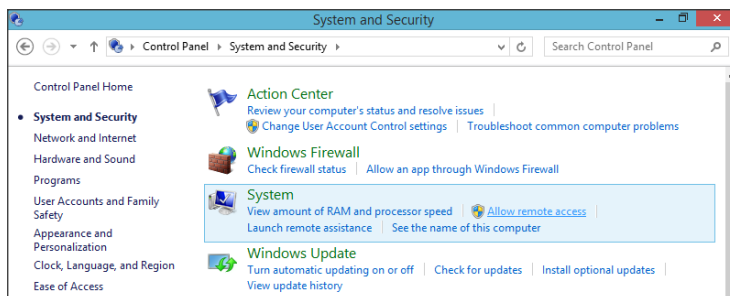 System and Security
Control Panel System and Security
Search Control Panel
Control Panel Home
System and Security
Network and Internet
Hardware and Sound
Programs
User Accounts and Family
Safety
Appearance and
Personalization
Clock, Language, and Region
Ease of Access
Action Center
Review your computer's status and resolve issues
Change User Account Control settings Troubleshoot common computer problems
Windows Firewall
Check firewall status Allow an app through Windows Firewall
System
View amount of RAM and processor speed Allow remote access
Launch remote assistance See the name of this computer
Windows Update
Turn automatic updating on or off Check for updates Install optional updates
View update history